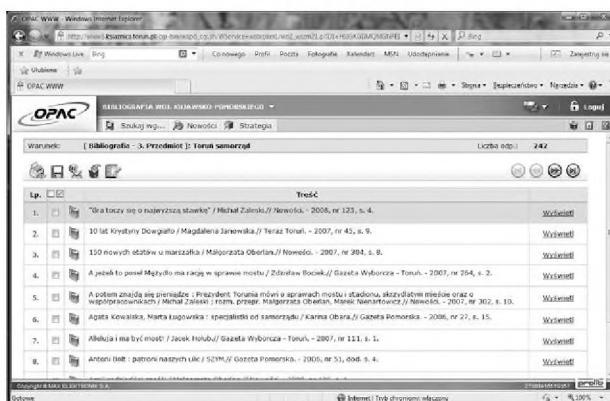 OPAC WWW - Windows Internet Explorer
Bing
X Windows Live Bing Co nowego Profil Poczta Fotografie Kalendarz MSN Udostępnianie Zarejestruj się
Ulubione
OPAC WWW Strona Bezpieczeństwo Narzędzia
OPAC BIBLIOGRAFIA WOJ. KUJAWSKO-POMORSKIEGO Loguj
Szukaj wg... Nowości Strategia
Warunek: [ Bibliografia - 3. Przedmiot ]: Toruń samorząd Liczba odp.: 242
Lp. Treść
1. "Gra toczy się o najwyższą stawkę" / Michał Zaleski.// Nowości. - 2008, nr 123, s. 4. Wyświetl
2. 10 lat Krystyny Dowgiałło / Magdalena Janowska.// Teraz Toruń. - 2007, nr 45, s. 9. Wyświetl
3. 150 nowych etatów u marszałka / Małgorzata Oberlan.// Nowości. - 2007, nr 304, s. 8. Wyświetl
4. A jeżeli to poseł Mężydło ma rację w sprawie mostu / Zdzisław Bociek.// Gazeta Wyborcza - Toruń. - 2007, nr 264, s. 2. Wyświetl
5. A potem znajdą się pieniądze : Prezydent Torunia mówi o sprawach mostu i stadionu, skrzydlatym mieście oraz o
współpracownikach / Michał Zaleski ; rozm. przepr. Małgorzata Oberlan, Marek Nienartowicz.// Nowości. - 2007, nr 302, s. 10. Wyświetl
6. Agata Kowalska, Marta Ługowska : specjalistki od samorządu / Karina Obara.// Gazeta Pomorska. - 2006, nr 27, s. 15. Wyświetl
7. Alleluja i ma być most! / Jacek Hołub.// Gazeta Wyborcza - Toruń. - 2007, nr 111, s. 1. Wyświetl
8. Antoni Bolt : patroni naszych ulic / SZYM.// Gazeta Pomorska. - 2006, nr 51, dod. s. 4. Wyświetl
Copyright © MAX ELEKTRONIK S.A. prolib
Gotowe Internet | Tryb chroniony: włączony 100%